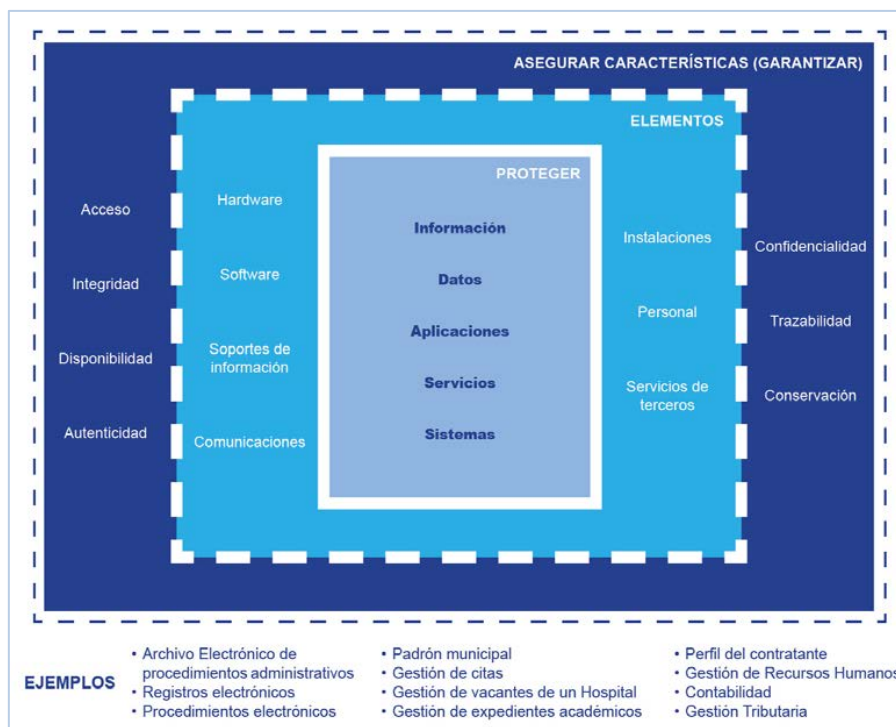 ASEGURAR CARACTERÍSTICAS (GARANTIZAR)
ELEMENTOS
PROTEGER
Acceso
Integridad
Disponibilidad
Autenticidad
Hardware
Software
Soportes de
información
Comunicaciones
Información
Datos
Aplicaciones
Servicios
Sistemas
Instalaciones
Personal
Servicios de
terceros
Confidencialidad
Trazabilidad
Conservación
EJEMPLOS
• Archivo Electrónico de
procedimientos administrativos
• Registros electrónicos
• Procedimientos electrónicos
• Padrón municipal
• Gestión de citas
• Gestión de vacantes de un Hospital
• Gestión de expedientes académicos
• Perfil del contratante
• Gestión de Recursos Humanos
• Contabilidad
• Gestión Tributaria